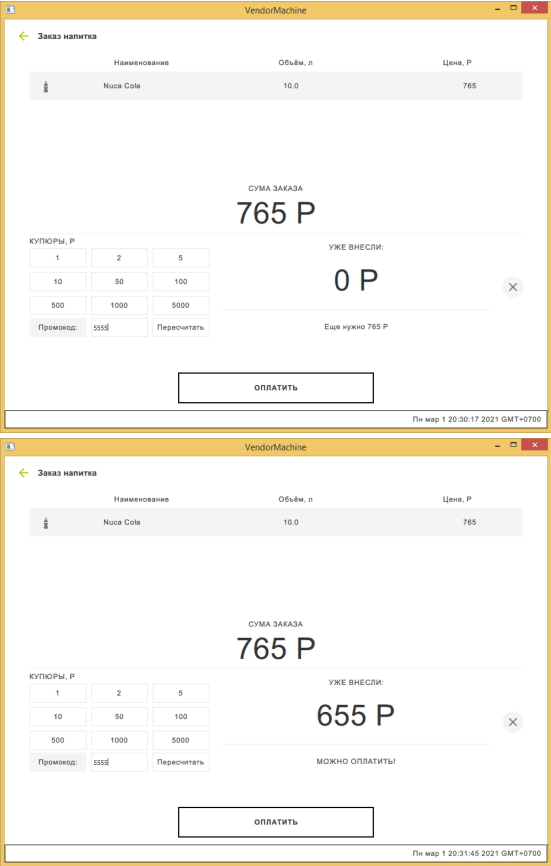 VendorMachine
Заказ напитка
Наименование Объём, л Цена, Р
Nuca Cola 10.0 765
СУМА ЗАКАЗА
765 Р
КУПЮРЫ, Р
УЖЕ ВНЕСЛИ:
1 2 5
0 Р
10 50 100
500 1000 5000
Промокод: 5555 Пересчитать
Еще нужно 765 Р
ОПЛАТИТЬ
Пн мар 1 20:30:17 2021 GMT+0700
VendorMachine
Заказ напитка
Наименование Объём, л Цена, Р
Nuca Cola 10.0 765
СУМА ЗАКАЗА
765 Р
КУПЮРЫ, Р
УЖЕ ВНЕСЛИ:
1 2 5
655 Р
10 50 100
500 1000 5000
Промокод: 5555 Пересчитать
МОЖНО ОПЛАТИТЬ!
ОПЛАТИТЬ
Пн мар 1 20:31:45 2021 GMT+0700